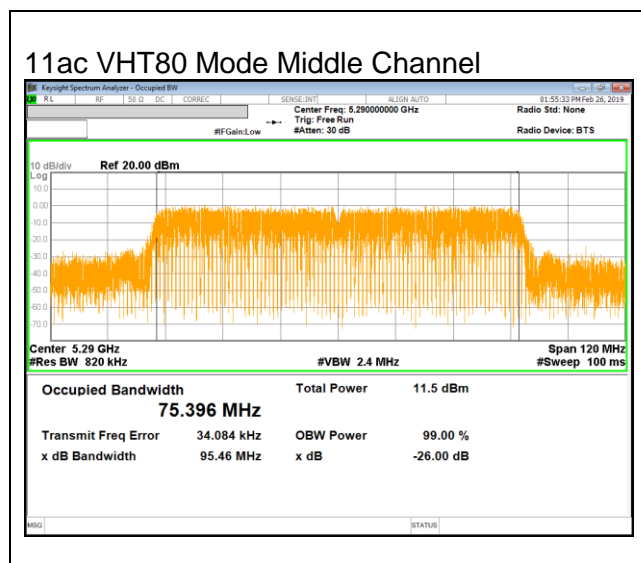 11ac VHT80 Mode Middle Channel
Keysight Spectrum Analyzer - Occupied BW
RL RF 50 Ω DC CORREC SENSE:INT ALIGN AUTO 01:55:33 PM Feb 26, 2019
Center Freq: 5.290000000 GHz Radio Std: None
Trig: Free Run
#IFGain:Low #Atten: 30 dB Radio Device: BTS
10 dB/div Ref 20.00 dBm
Log
10.0
0.00
-10.0
-20.0
-30.0
-40.0
-50.0
-60.0
-70.0
Center 5.29 GHz Span 120 MHz
#Res BW 820 kHz #VBW 2.4 MHz #Sweep 100 ms
Occupied Bandwidth Total Power 11.5 dBm
75.396 MHz
Transmit Freq Error 34.084 kHz OBW Power 99.00 %
x dB Bandwidth 95.46 MHz x dB -26.00 dB
MSG STATUS